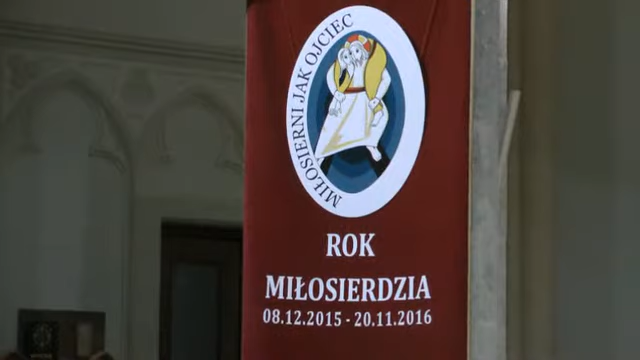 MIŁOSIERNI JAK OJCIEC
ROK
MIŁOSIERDZIA
08.12.2015 - 20.11.2016